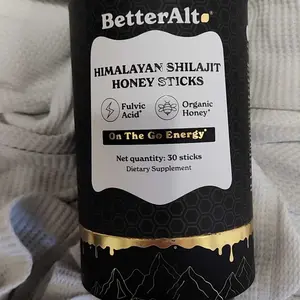 BetterAlt
HIMALAYAN SHILAJIT
HONEY STICKS
Fulvic Organic
Acid* Honey*
On The Go Energy*
Net quantity: 30 sticks
Dietary Supplement